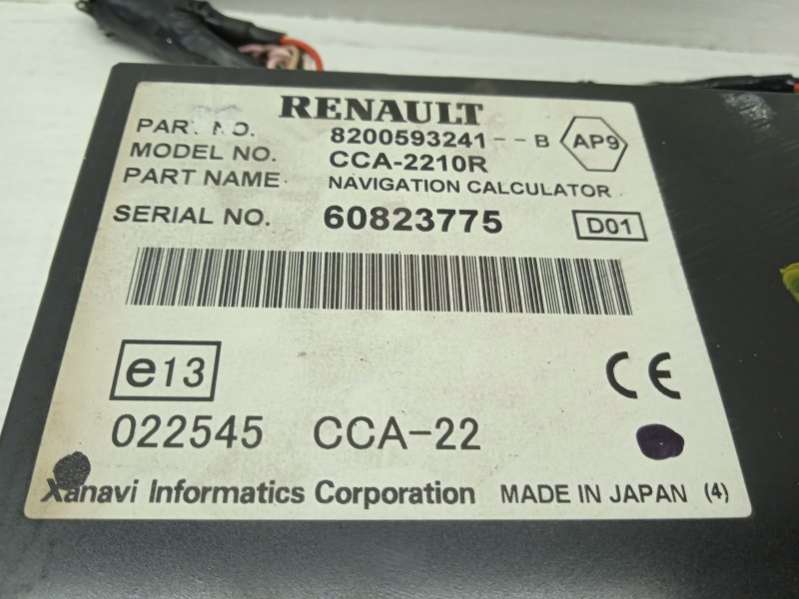 RENAULT
PART NO. 8200593241--B AP9
MODEL NO. CCA-2210R
PART NAME NAVIGATION CALCULATOR
SERIAL NO. 60823775 D01
e13 CE
022545 CCA-22
Xanavi Informatics Corporation MADE IN JAPAN (4)